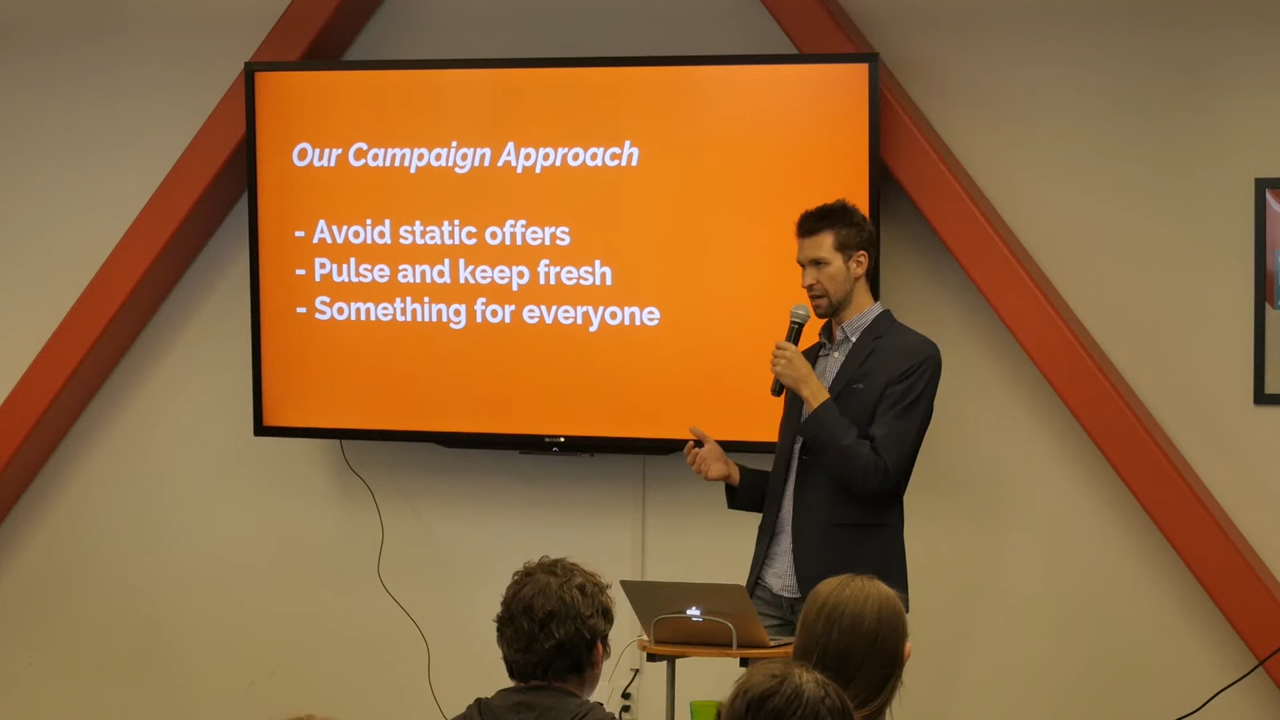 Our Campaign Approach
- Avoid static offers
- Pulse and keep fresh
- Something for everyone